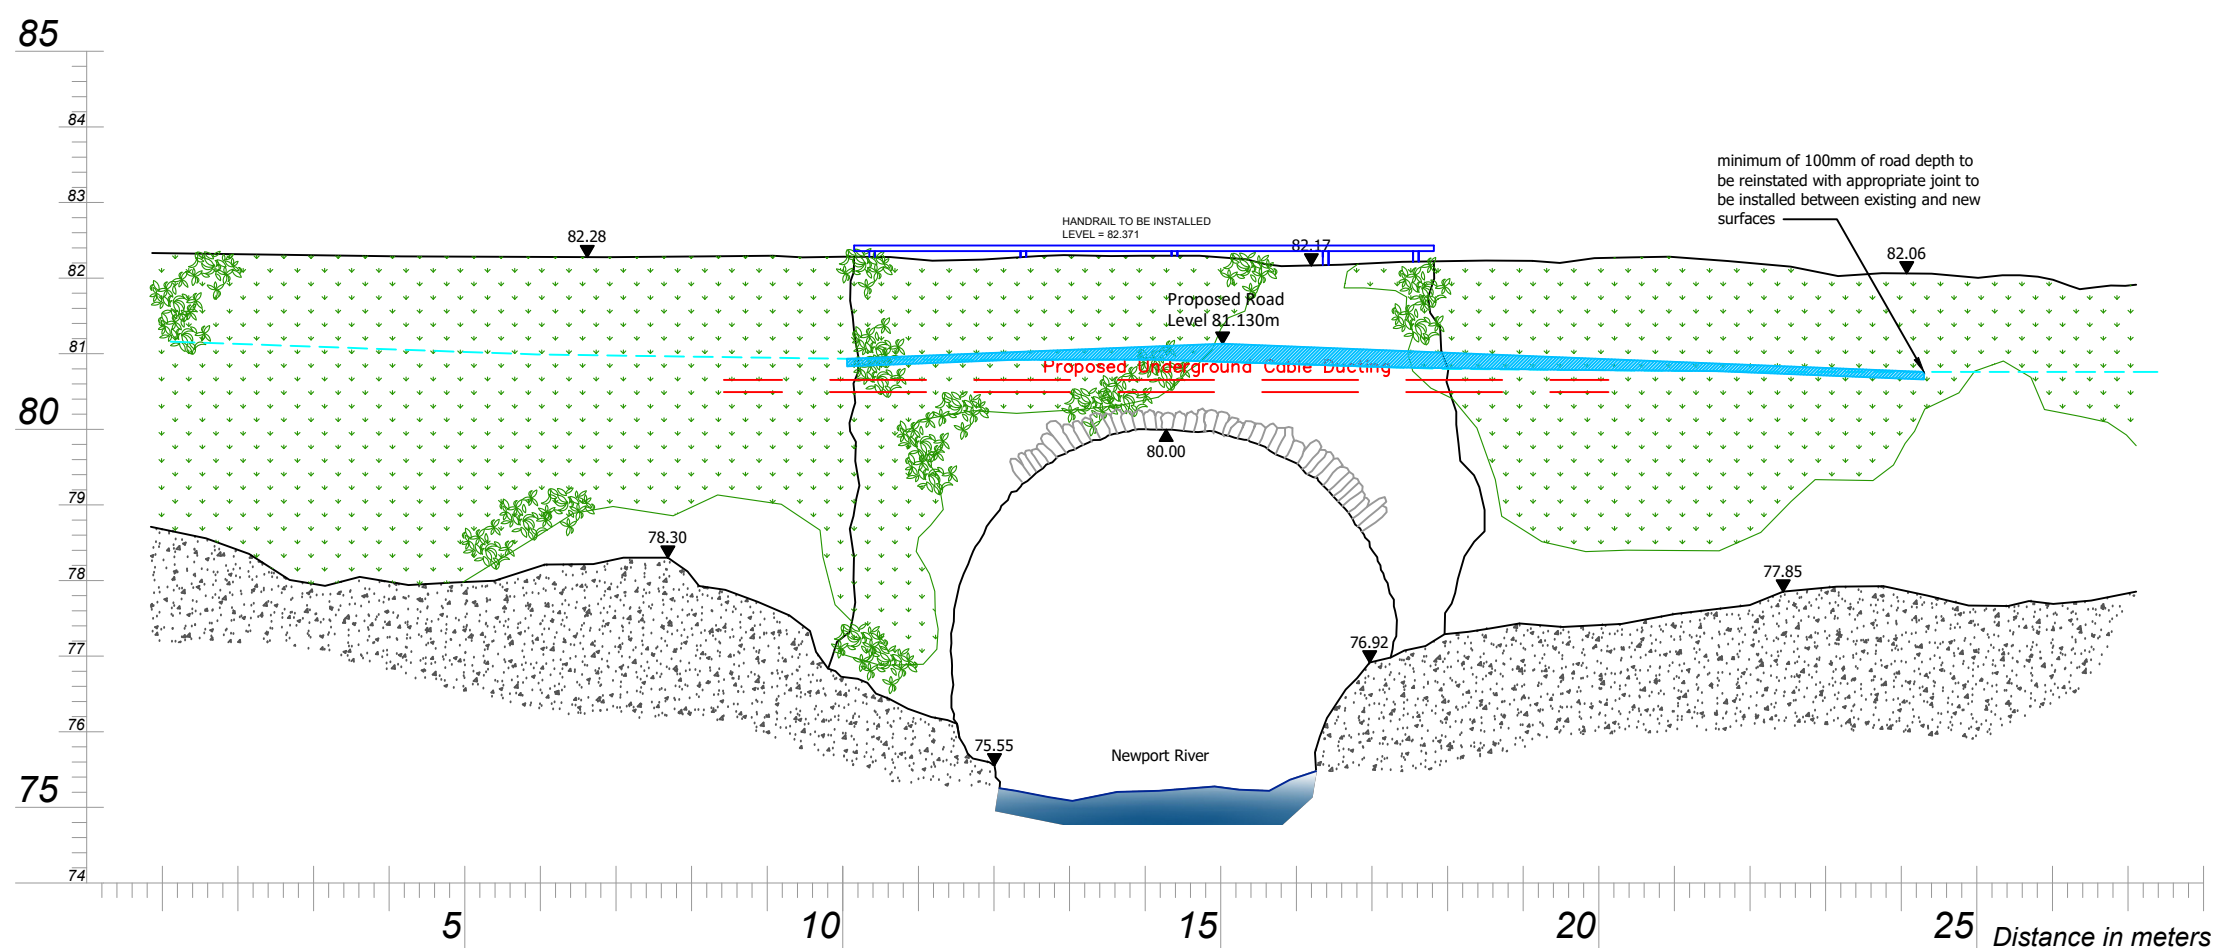 85
84
83
82
81
80
79
78
77
76
75
74
minimum of 100mm of road depth to
be reinstated with appropriate joint to
be installed between existing and new
surfaces
HANDRAIL TO BE INSTALLED
LEVEL = 82.371
82.28
82.17
82.06
Proposed Road
Level 81.130m
Proposed Underground Cable Ducting
80.00
78.30
77.85
76.92
75.55
Newport River
5
10
15
20
25
Distance in meters